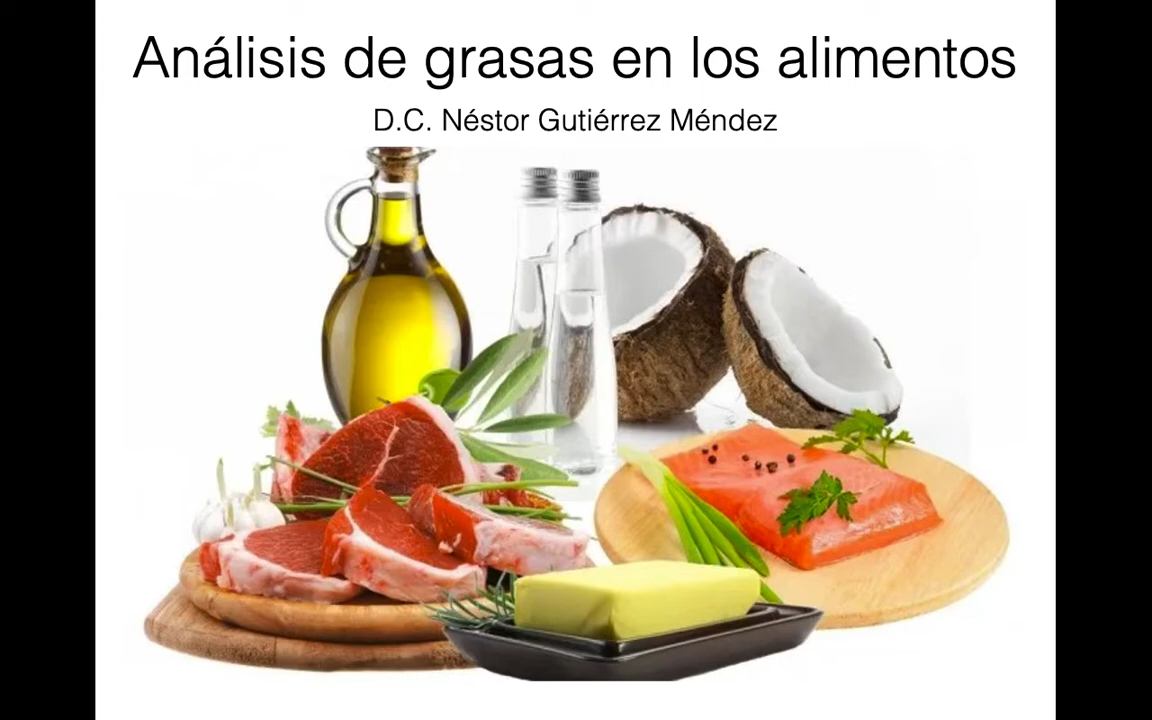 Análisis de grasas en los alimentos
D.C. Néstor Gutiérrez Méndez